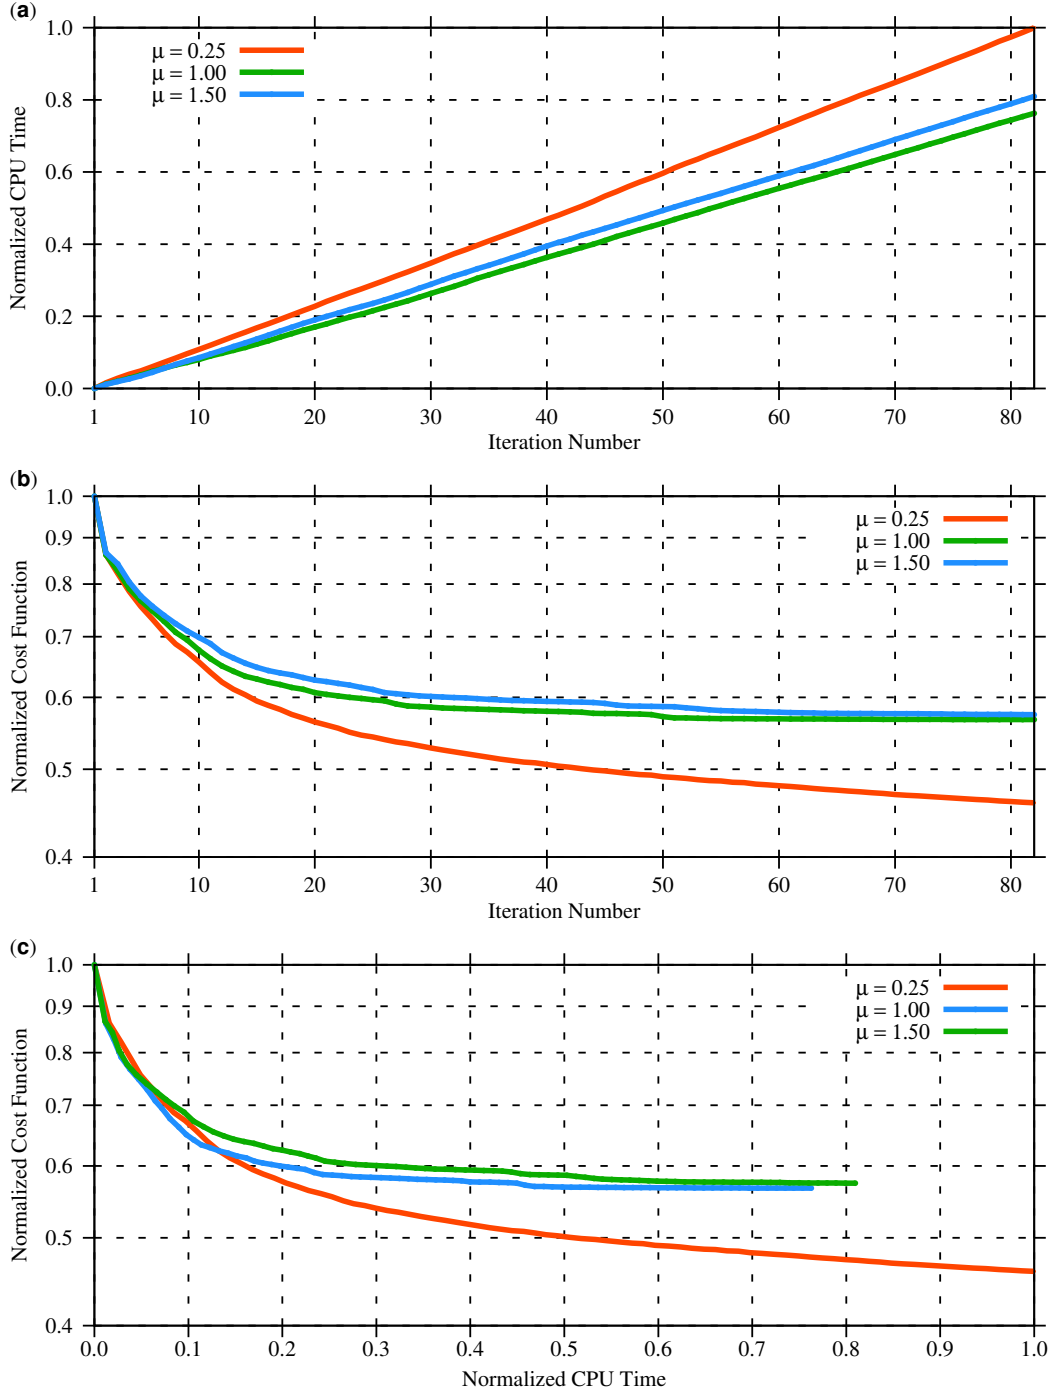 (a)
1.0
0.8
0.6
0.4
0.2
0.0
Normalized CPU Time
μ = 0.25
μ = 1.00
μ = 1.50
1 10 20 30 40 50 60 70 80
Iteration Number
(b)
1.0
0.9
0.8
0.7
0.6
0.5
0.4
Normalized Cost Function
μ = 0.25
μ = 1.00
μ = 1.50
1 10 20 30 40 50 60 70 80
Iteration Number
(c)
1.0
0.9
0.8
0.7
0.6
0.5
0.4
Normalized Cost Function
μ = 0.25
μ = 1.00
μ = 1.50
0.0 0.1 0.2 0.3 0.4 0.5 0.6 0.7 0.8 0.9 1.0
Normalized CPU Time